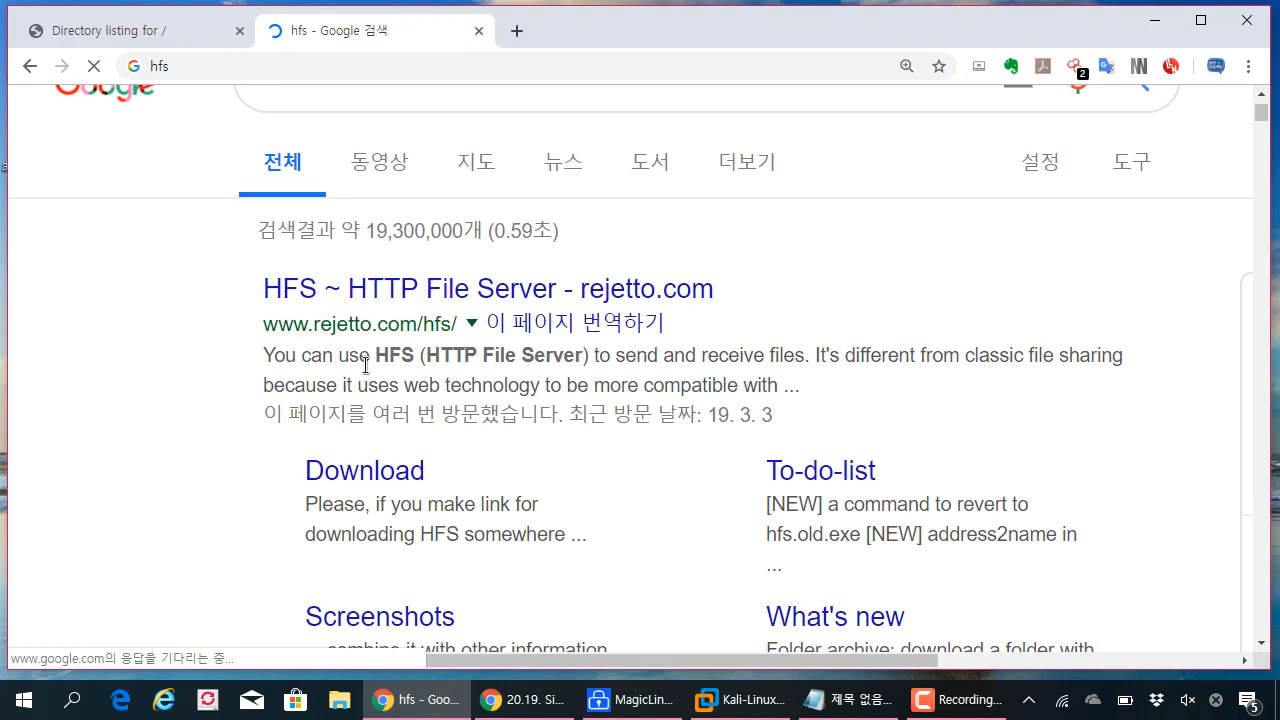 Directory listing for /
hfs - Google 검색
hfs
2
Google
전체 동영상 지도 뉴스 도서 더보기 설정 도구
검색결과 약 19,300,000개 (0.59초)
HFS ~ HTTP File Server - rejetto.com
www.rejetto.com/hfs/ 이 페이지 번역하기
You can use HFS (HTTP File Server) to send and receive files. It's different from classic file sharing
because it uses web technology to be more compatible with ...
이 페이지를 여러 번 방문했습니다. 최근 방문 날짜: 19. 3. 3
Download
Please, if you make link for
downloading HFS somewhere ...
To-do-list
[NEW] a command to revert to
hfs.old.exe [NEW] address2name in
...
Screenshots
... combine it with other information
What's new
Folder archive: download a folder with
www.google.com의 응답을 기다리는 중...
hfs - Goo... 20.19. Si... MagicLin... Kali-Linux... 제목 없음... Recording... 5